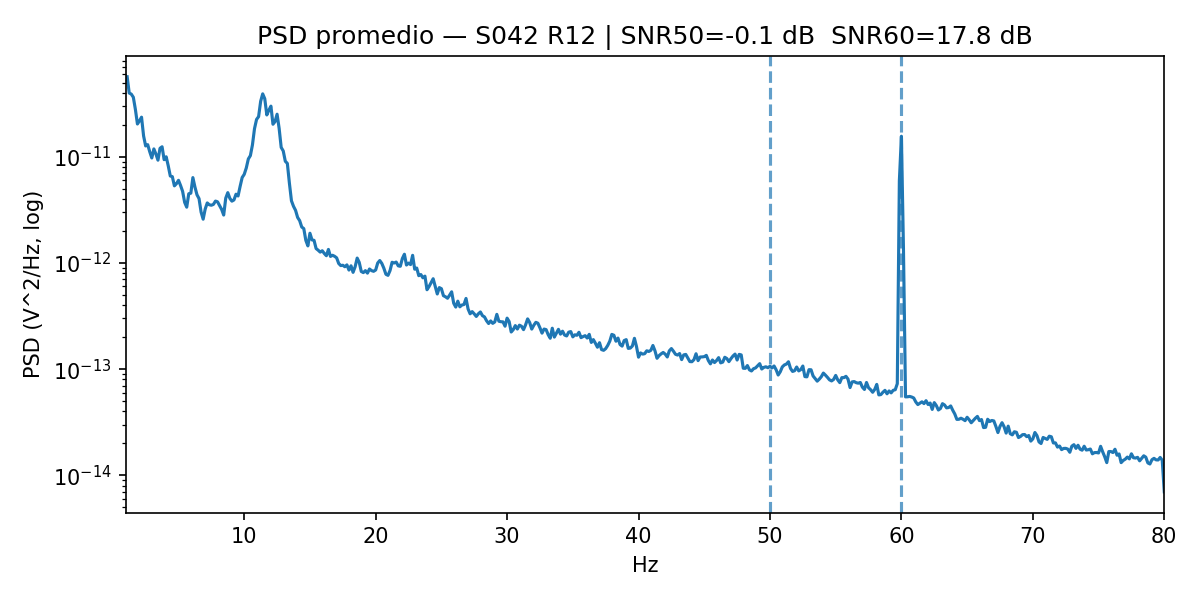 PSD promedio — S042 R12 | SNR50=-0.1 dB  SNR60=17.8 dB
PSD (V^2/Hz, log)
10^-11
10^-12
10^-13
10^-14
10 20 30 40 50 60 70 80
Hz